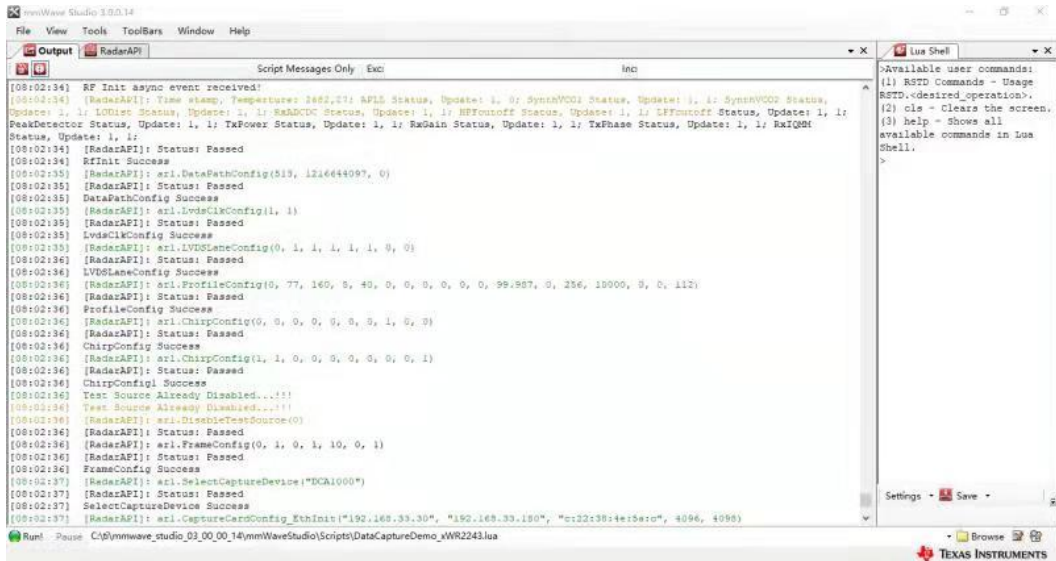 mmWave Studio 3.0.0.14
File View Tools ToolBars Window Help
Output RadarAPI
Lua Shell
Script Messages Only Exc: Inc:
[08:02:34] RF Init async event received!
[08:02:34] [RadarAPI]: Time stamp, Temperture: 2682,27; APLL Status, Update: 1, 0; SynthVCO1 Status, Update: 1, 1; SynthVCO2 Status,
Update: 1, 1; LODist Status, Update: 1, 1; RxADCDC Status, Update: 1, 1; HPFcutoff Status, Update: 1, 1; LPFcutoff Status, Update: 1, 1;
PeakDetector Status, Update: 1, 1; TxPower Status, Update: 1, 1; RxGain Status, Update: 1, 1; TxPhase Status, Update: 1, 1; RxIQMM
Status, Update: 1, 1;
[08:02:34] [RadarAPI]: Status: Passed
[08:02:34] RfInit Success
[08:02:35] [RadarAPI]: ar1.DataPathConfig(513, 1216644097, 0)
[08:02:35] [RadarAPI]: Status: Passed
[08:02:35] DataPathConfig Success
[08:02:35] [RadarAPI]: ar1.LvdsClkConfig(1, 1)
[08:02:35] [RadarAPI]: Status: Passed
[08:02:35] LvdsClkConfig Success
[08:02:35] [RadarAPI]: ar1.LVDSLaneConfig(0, 1, 1, 1, 1, 1, 0, 0)
[08:02:36] [RadarAPI]: Status: Passed
[08:02:36] LVDSLaneConfig Success
[08:02:36] [RadarAPI]: ar1.ProfileConfig(0, 77, 160, 5, 40, 0, 0, 0, 0, 0, 0, 99.987, 0, 256, 10000, 0, 0, 112)
[08:02:36] [RadarAPI]: Status: Passed
[08:02:36] ProfileConfig Success
[08:02:36] [RadarAPI]: ar1.ChirpConfig(0, 0, 0, 0, 0, 0, 0, 1, 0, 0)
[08:02:36] [RadarAPI]: Status: Passed
[08:02:36] ChirpConfig Success
[08:02:36] [RadarAPI]: ar1.ChirpConfig(1, 1, 0, 0, 0, 0, 0, 0, 0, 1)
[08:02:36] [RadarAPI]: Status: Passed
[08:02:36] ChirpConfig1 Success
[08:02:36] Test Source Already Disabled...!!!
[08:02:36] Test Source Already Disabled...!!!
[08:02:36] [RadarAPI]: ar1.DisableTestSource(0)
[08:02:36] [RadarAPI]: Status: Passed
[08:02:36] [RadarAPI]: ar1.FrameConfig(0, 1, 0, 1, 10, 0, 1)
[08:02:36] [RadarAPI]: Status: Passed
[08:02:36] FrameConfig Success
[08:02:37] [RadarAPI]: ar1.SelectCaptureDevice("DCA1000")
[08:02:37] [RadarAPI]: Status: Passed
[08:02:37] SelectCaptureDevice Success
[08:02:37] [RadarAPI]: ar1.CaptureCardConfig_EthInit("192.168.33.30", "192.168.33.180", "c:22:38:4e:5a:c", 4096, 4098)
>Available user commands:
(1) RSTD Commands - Usage
RSTD.<desired_operation>.
(2) cls - Clears the screen.
(3) help - Shows all
available commands in Lua
Shell.
>
Settings Save
Run! Pause C:\ti\mmwave_studio_03_00_00_14\mmWaveStudio\Scripts\DataCaptureDemo_xWR2243.lua
Browse
TEXAS INSTRUMENTS